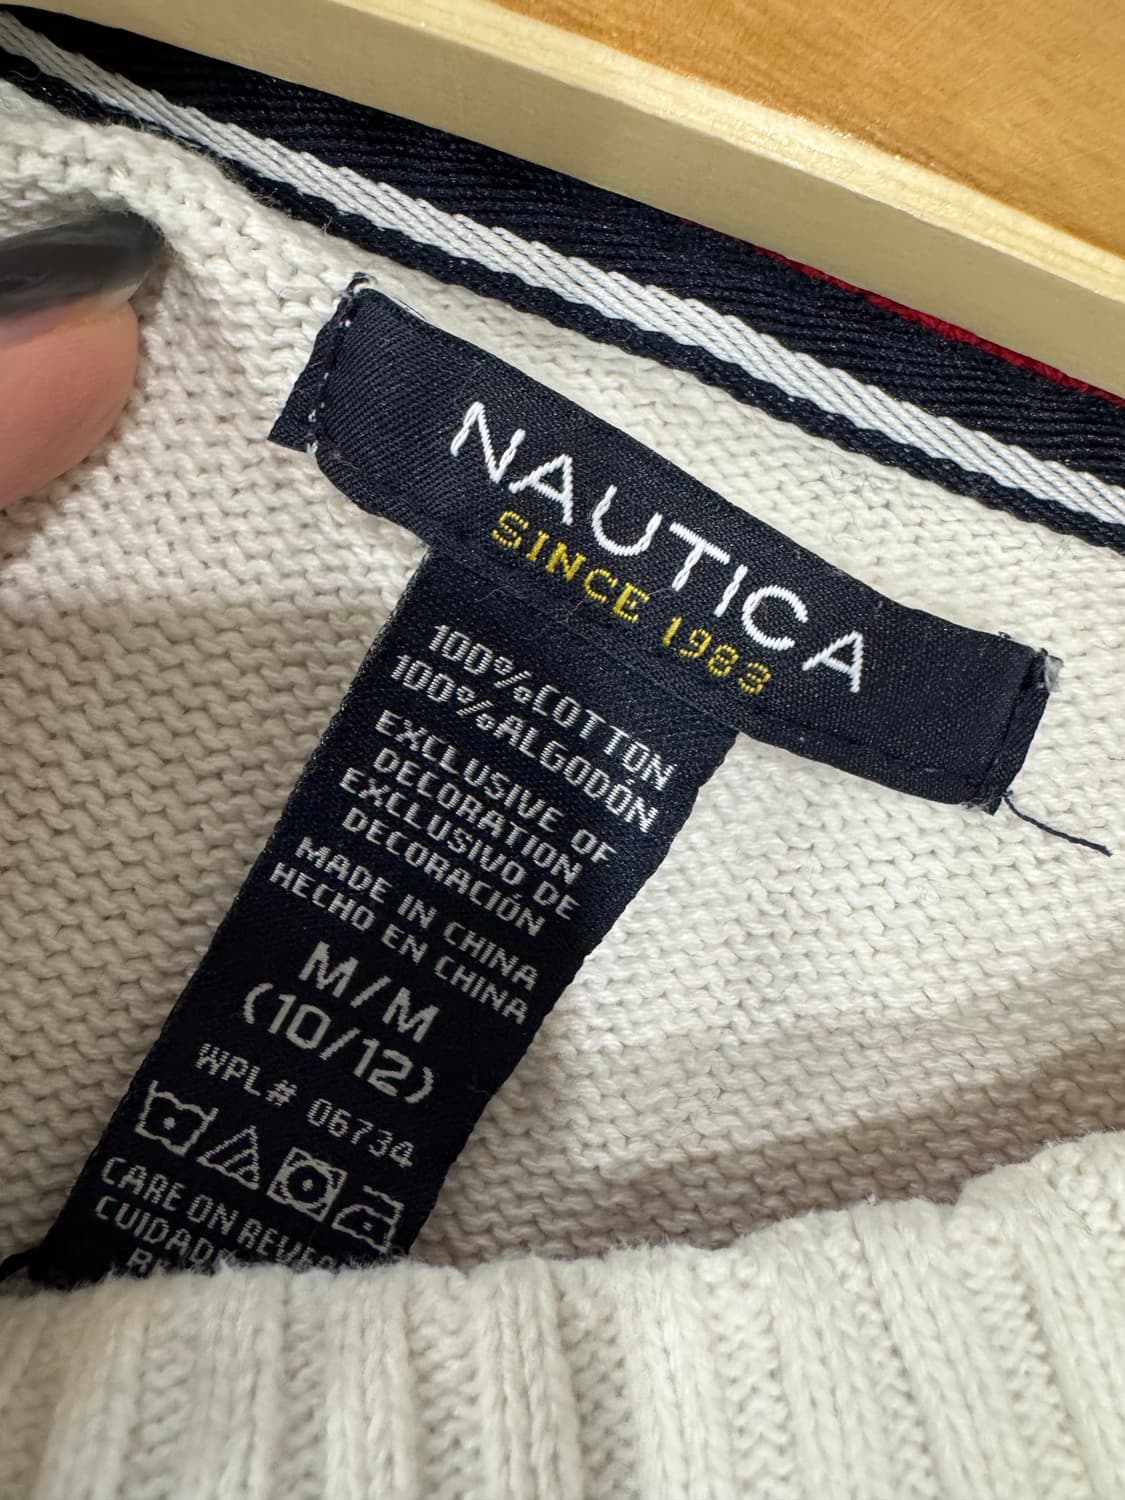 NAUTICA
SINCE 1983
100%COTTON
100%ALGODÓN
EXCLUSIVE OF
DECORATION
EXCLUSIVO DE
DECORACIÓN
MADE IN CHINA
HECHO EN CHINA
M/M
(10/12)
WPL# 06734
CARE ON